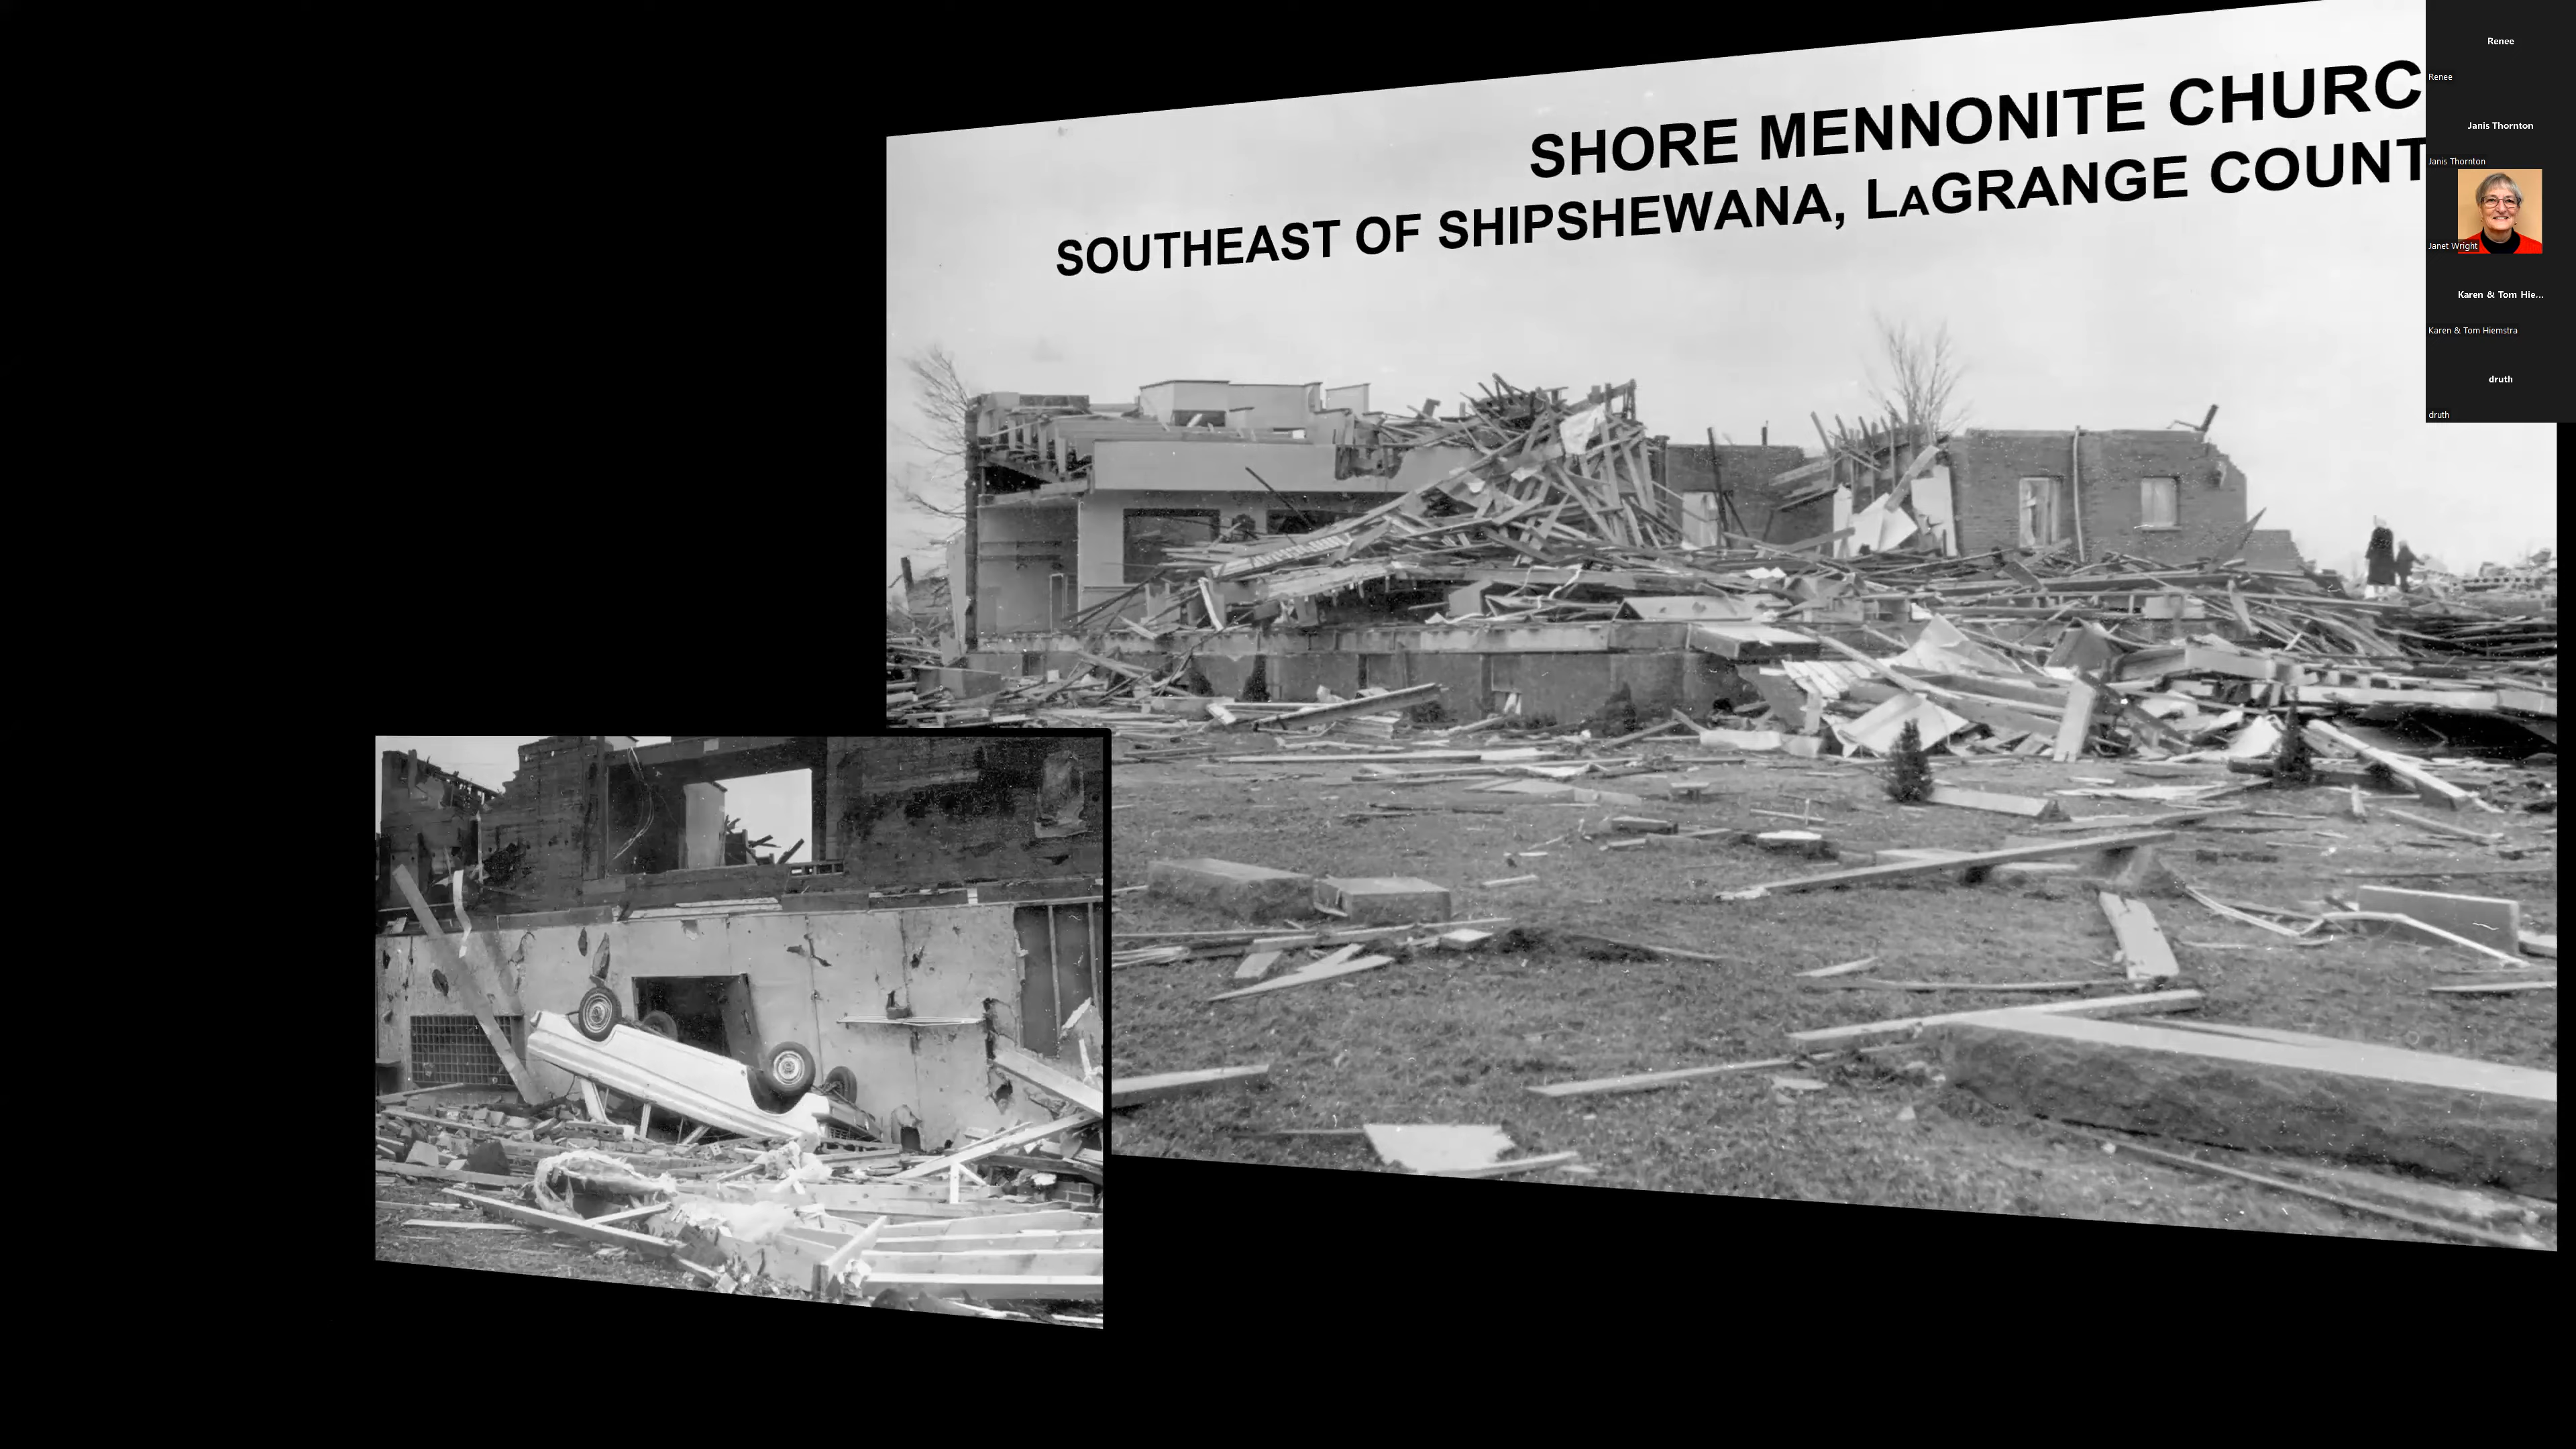 SHORE MENNONITE CHURC
SOUTHEAST OF SHIPSHEWANA, LAGRANGE COUNT
Renee
Renee
Janis Thornton
Janis Thornton
Janet Wright
Karen & Tom Hie...
Karen & Tom Hiemstra
druth
druth